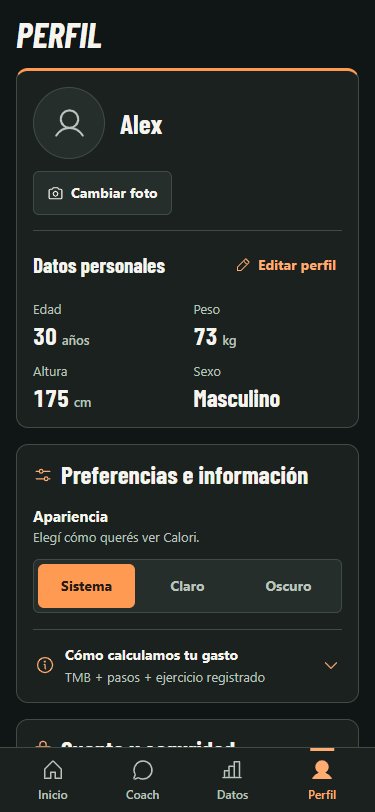 PERFIL
Alex
Cambiar foto
Datos personales
Editar perfil
Edad
Peso
30 años
73 kg
Altura
Sexo
175 cm
Masculino
Preferencias e información
Apariencia
Elegí cómo querés ver Calori.
Sistema
Claro
Oscuro
Cómo calculamos tu gasto
TMB + pasos + ejercicio registrado
Cuenta y seguridad
Inicio
Coach
Datos
Perfil